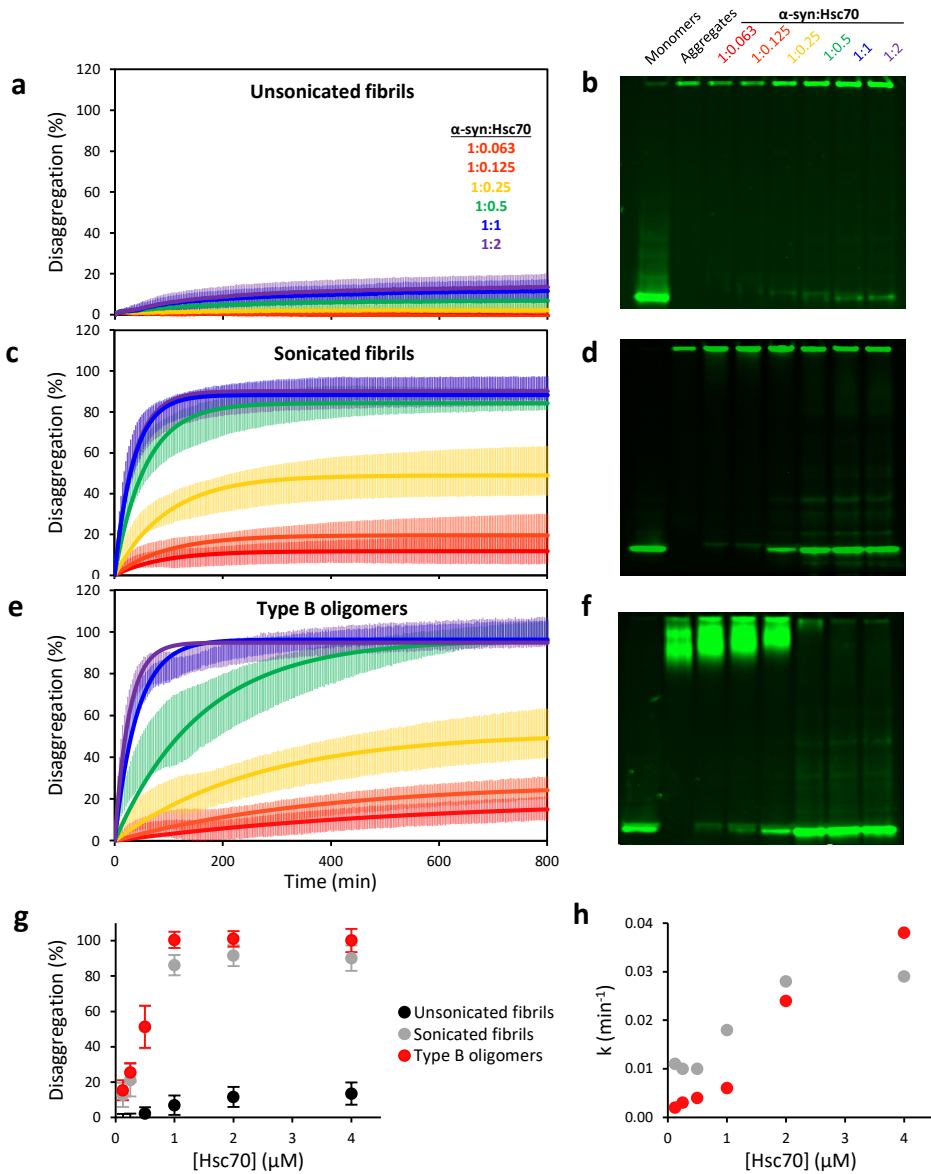 α-syn:Hsc70
Monomers
Aggregates
1:0.063
1:0.125
1:0.25
1:0.5
1:1
1:2
a
120
100
80
60
40
20
0
Disaggregation (%)
Unsonicated fibrils
α-syn:Hsc70
1:0.063
1:0.125
1:0.25
1:0.5
1:1
1:2
b
c
120
100
80
60
40
20
0
Disaggregation (%)
Sonicated fibrils
d
e
120
100
80
60
40
20
0
Disaggregation (%)
Type B oligomers
0 200 400 600 800
Time (min)
f
g
100
80
60
40
20
0
Disaggregation (%)
0 1 2 3 4
[Hsc70] (µM)
Unsonicated fibrils
Sonicated fibrils
Type B oligomers
h
0.04
0.03
0.02
0.01
0.00
k (min⁻¹)
0 1 2 3 4
[Hsc70] (µM)